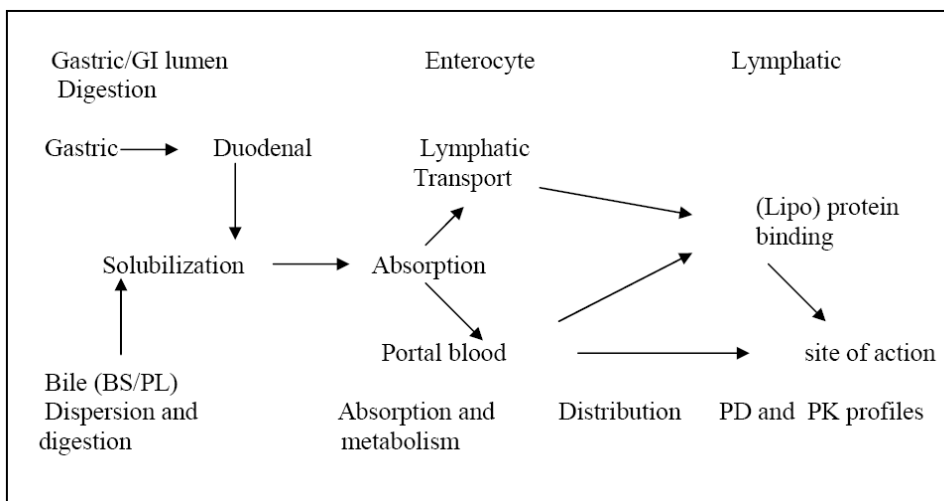 Gastric/GI lumen
Digestion
Enterocyte
Lymphatic
Gastric
Duodenal
Lymphatic
Transport
(Lipo) protein
binding
Solubilization
Absorption
Portal blood
site of action
Bile (BS/PL)
Dispersion and
digestion
Absorption and
metabolism
Distribution
PD and PK profiles